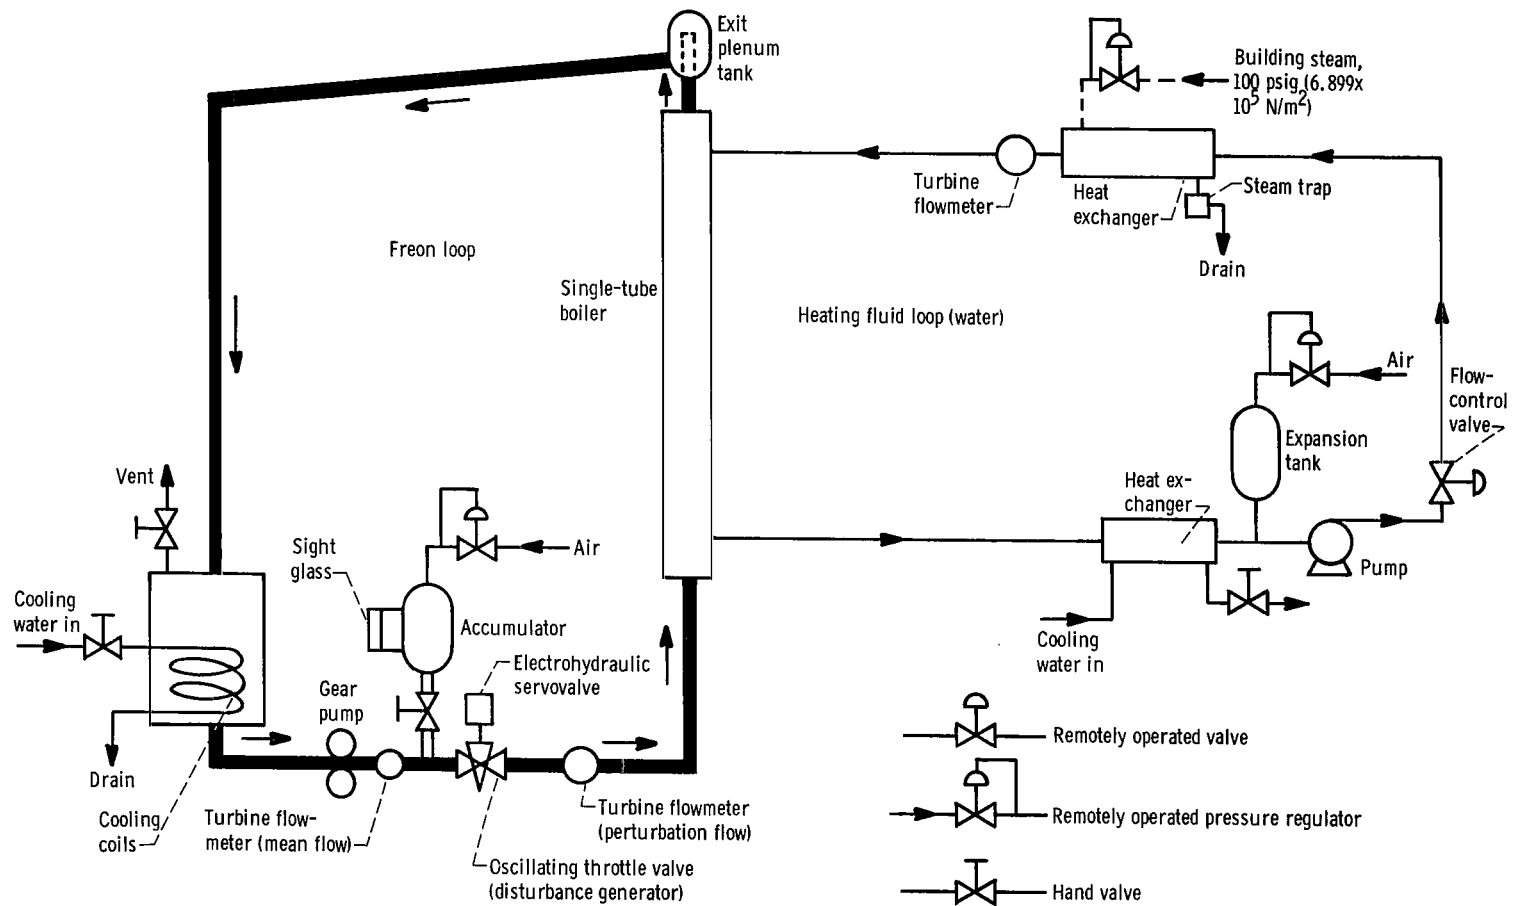 Exit
plenum
tank
Building steam,
100 psig (6.899x
10⁵ N/m²)
Turbine
flowmeter
Heat
exchanger
Steam trap
Drain
Freon loop
Single-tube
boiler
Heating fluid loop (water)
Air
Flow-
control
valve
Expansion
tank
Heat ex-
changer
Pump
Cooling
water in
Vent
Sight
glass
Air
Accumulator
Cooling
water in
Electrohydraulic
servovalve
Gear
pump
Drain
Cooling
coils
Turbine flow-
meter (mean flow)
Turbine flowmeter
(perturbation flow)
Oscillating throttle valve
(disturbance generator)
Remotely operated valve
Remotely operated pressure regulator
Hand valve